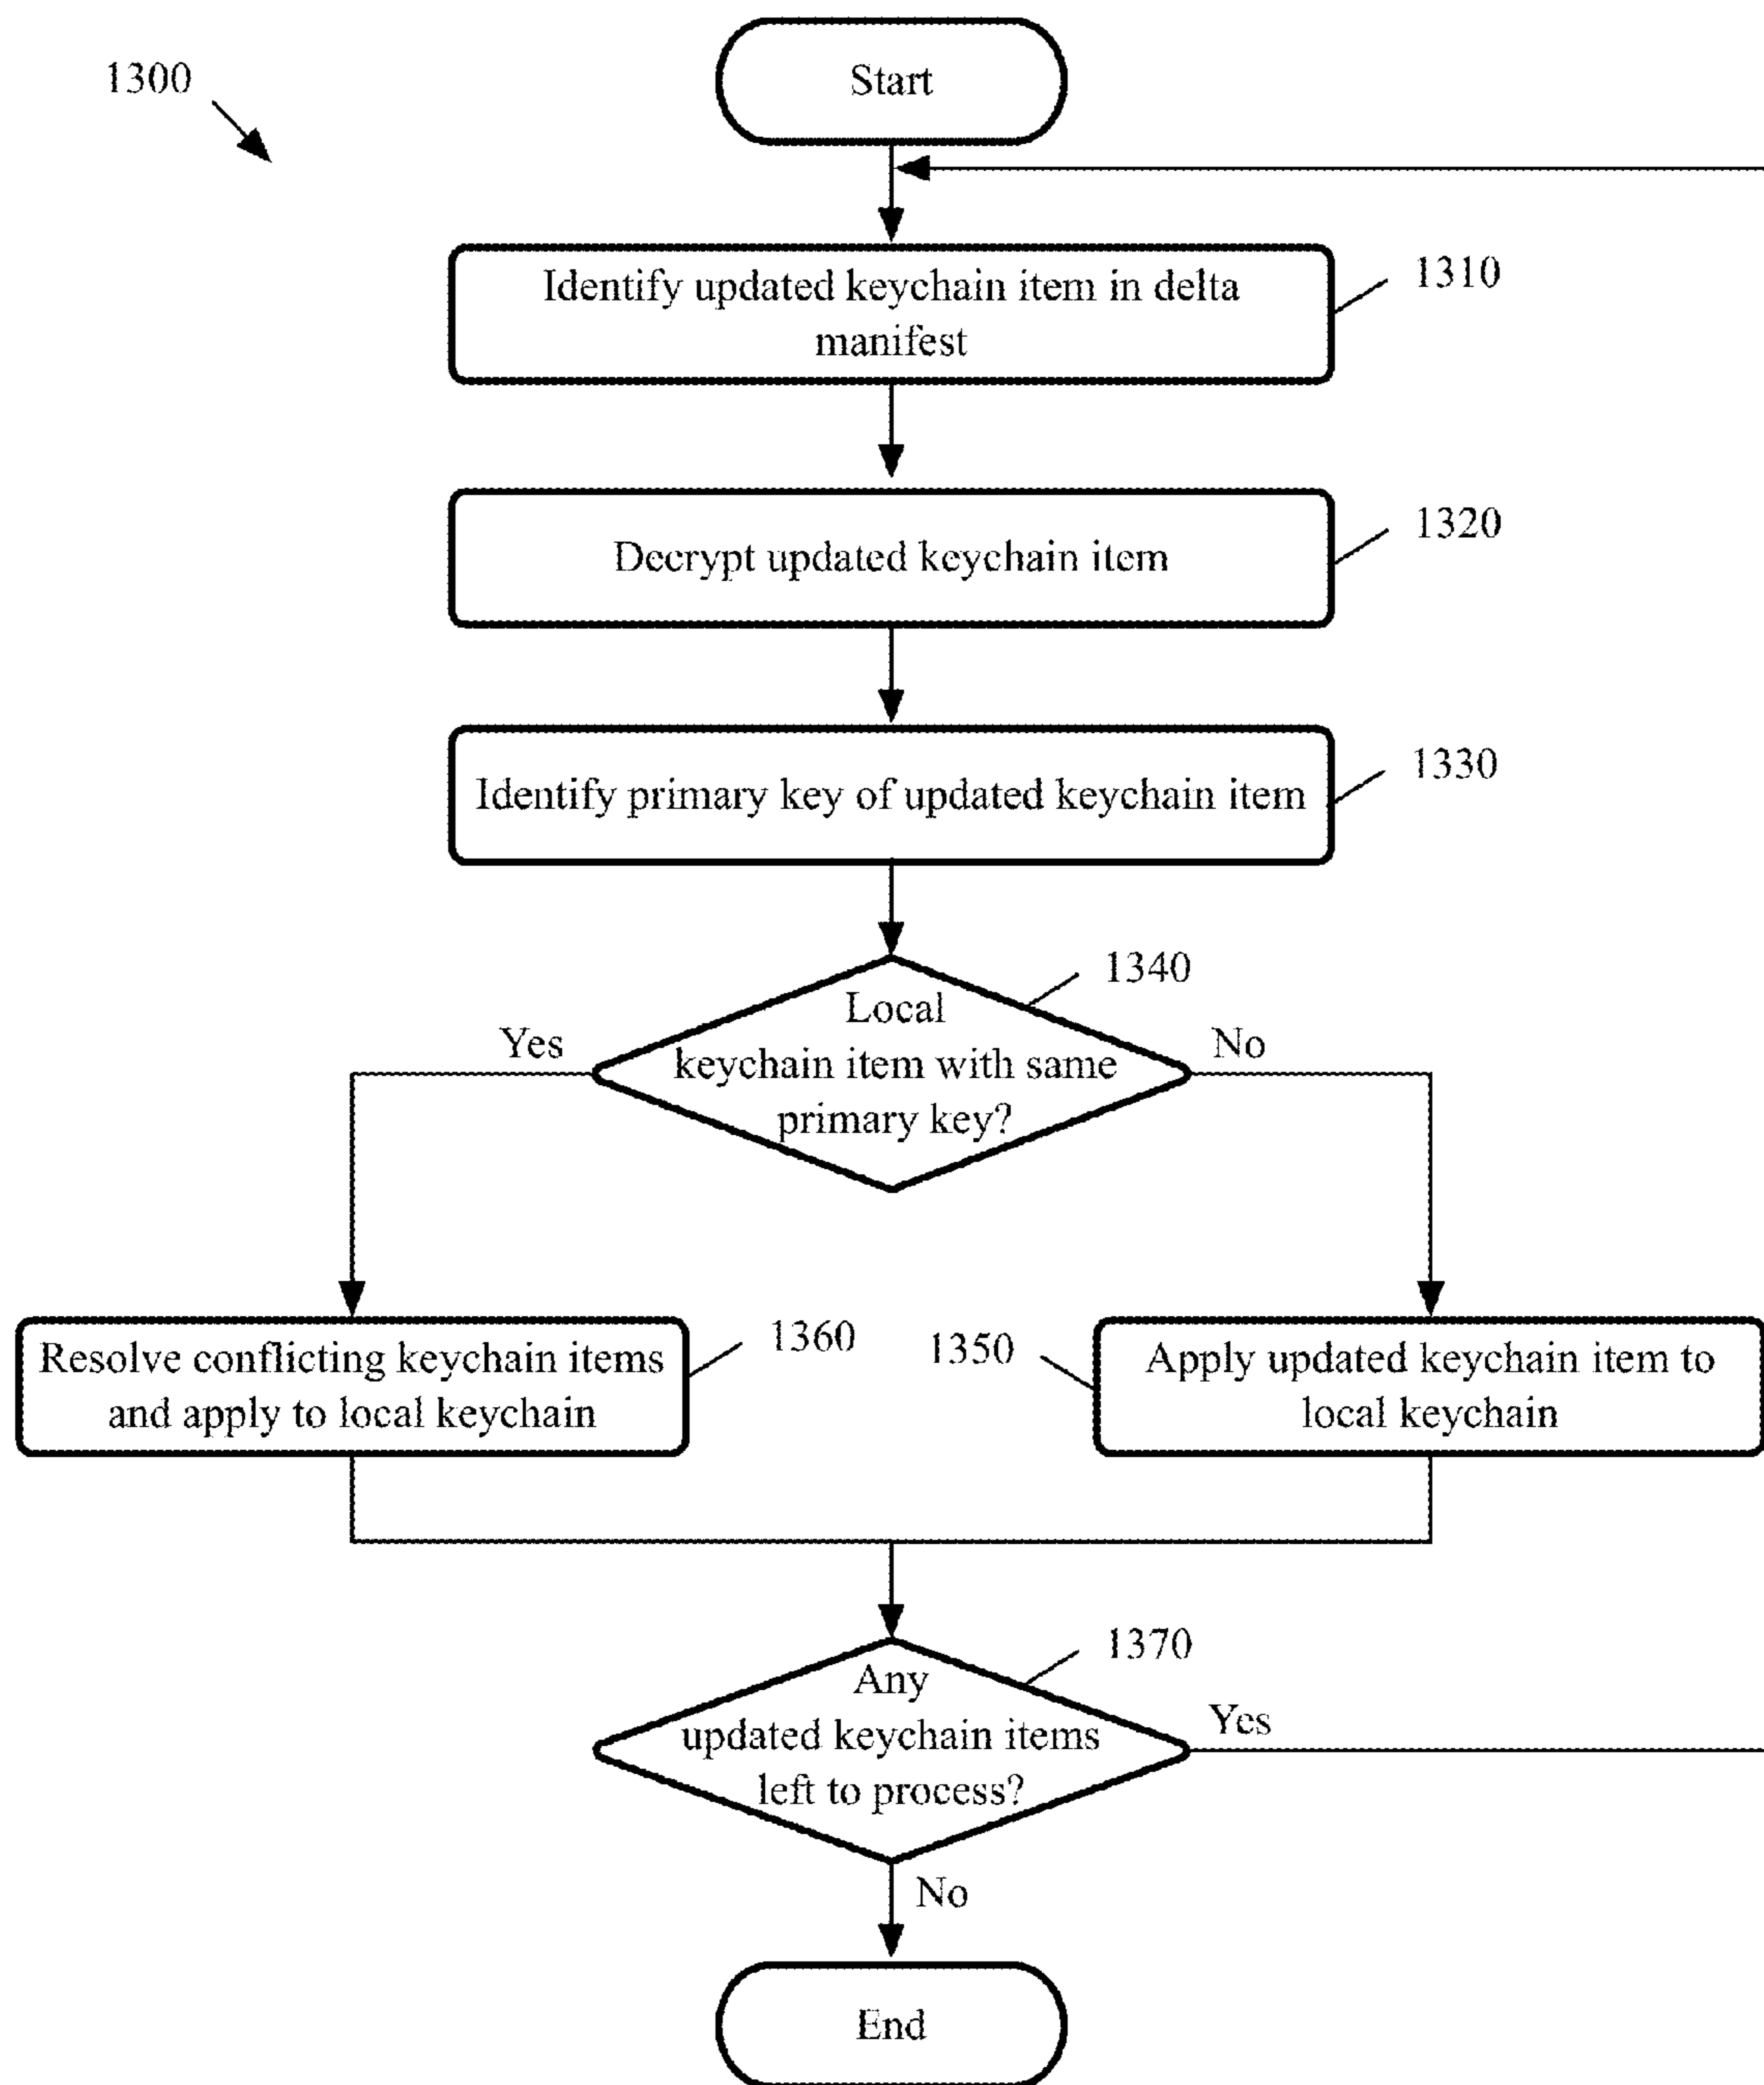 1300
Start
Identify updated keychain item in delta
manifest
1310
Decrypt updated keychain item
1320
Identify primary key of updated keychain item
1330
Local
keychain item with same
primary key?
1340
Yes
No
Resolve conflicting keychain items
and apply to local keychain
1360
1350
Apply updated keychain item to
local keychain
Any
updated keychain items
left to process?
1370
Yes
No
End